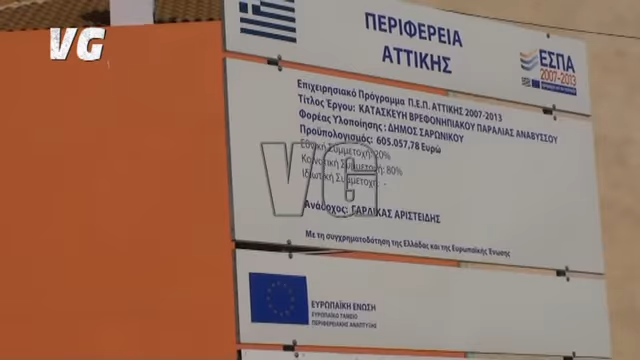 VG
ΠΕΡΙΦΕΡΕΙΑ
ΑΤΤΙΚΗΣ
ΕΣΠΑ
2007-2013
Επιχειρησιακό Πρόγραμμα Π.Ε.Π. ΑΤΤΙΚΗΣ 2007-2013
Τίτλος Έργου: ΚΑΤΑΣΚΕΥΗ ΒΡΕΦΟΝΗΠΙΑΚΟΥ ΠΑΡΑΛΙΑΣ ΑΝΑΒΥΣΣΟΥ
Φορέας Υλοποίησης: ΔΗΜΟΣ ΣΑΡΩΝΙΚΟΥ
Προϋπολογισμός: 605.057,78 Ευρώ
Εθνική Συμμετοχή: 20%
Κοινοτική Συμμετοχή: 80%
Ιδιωτική Συμμετοχή: -
VG
Ανάδοχος: ΓΑΡΔΙΚΑΣ ΑΡΙΣΤΕΙΔΗΣ
Με τη συγχρηματοδότηση της Ελλάδας και της Ευρωπαϊκής Ένωσης
ΕΥΡΩΠΑΪΚΗ ΕΝΩΣΗ
ΕΥΡΩΠΑΪΚΟ ΤΑΜΕΙΟ
ΠΕΡΙΦΕΡΕΙΑΚΗΣ ΑΝΑΠΤΥΞΗΣ